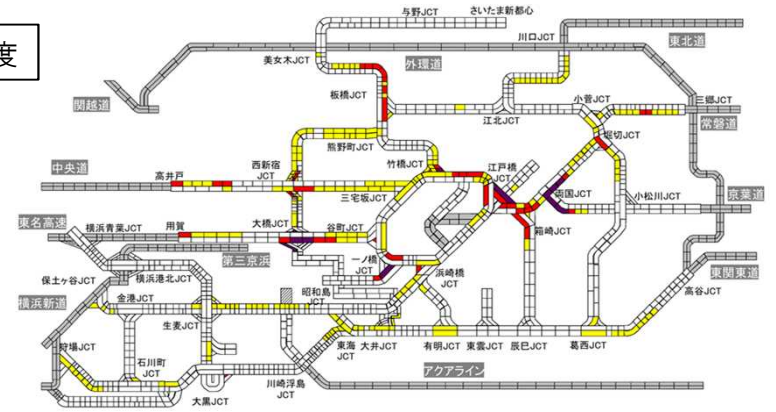 度
与野JCT
さいたま新都心
川口JCT
東北道
美女木JCT
外環道
関越道
板橋JCT
江北JCT
小菅JCT
三郷JCT
常磐道
堀切JCT
熊野町JCT
竹橋JCT
江戸橋
JCT
中央道
高井戸
西新宿
JCT
三宅坂JCT
両国JCT
小松川JCT
京葉道
東名高速
横浜青葉JCT
用賀
大橋JCT
谷町JCT
箱崎JCT
第三京浜
一ノ橋
JCT
浜崎橋
JCT
東関東道
保土ヶ谷JCT
横浜港北JCT
昭和島
JCT
高谷JCT
横浜新道
金港JCT
生麦JCT
狩場JCT
石川町
JCT
東海
JCT
大井JCT
有明JCT
東雲JCT
辰巳JCT
葛西JCT
大黒JCT
川崎浮島
JCT
アクアライン